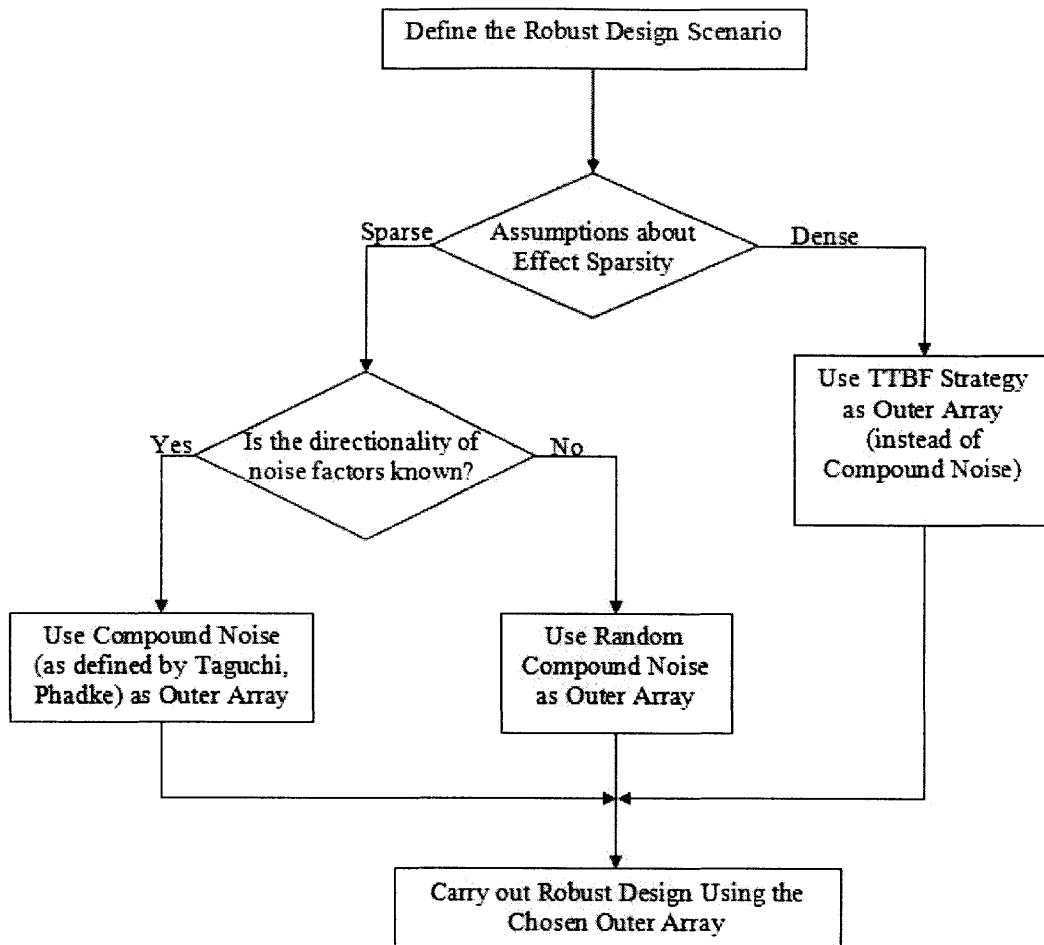 Define the Robust Design Scenario
Sparse
Assumptions about
Effect Sparsity
Dense
Use TTBF Strategy
as Outer Array
(instead of
Compound Noise)
Yes
Is the directionality of
noise factors known?
No
Use Compound Noise
(as defined by Taguchi,
Phadke) as Outer Array
Use Random
Compound Noise
as Outer Array
Carry out Robust Design Using the
Chosen Outer Array